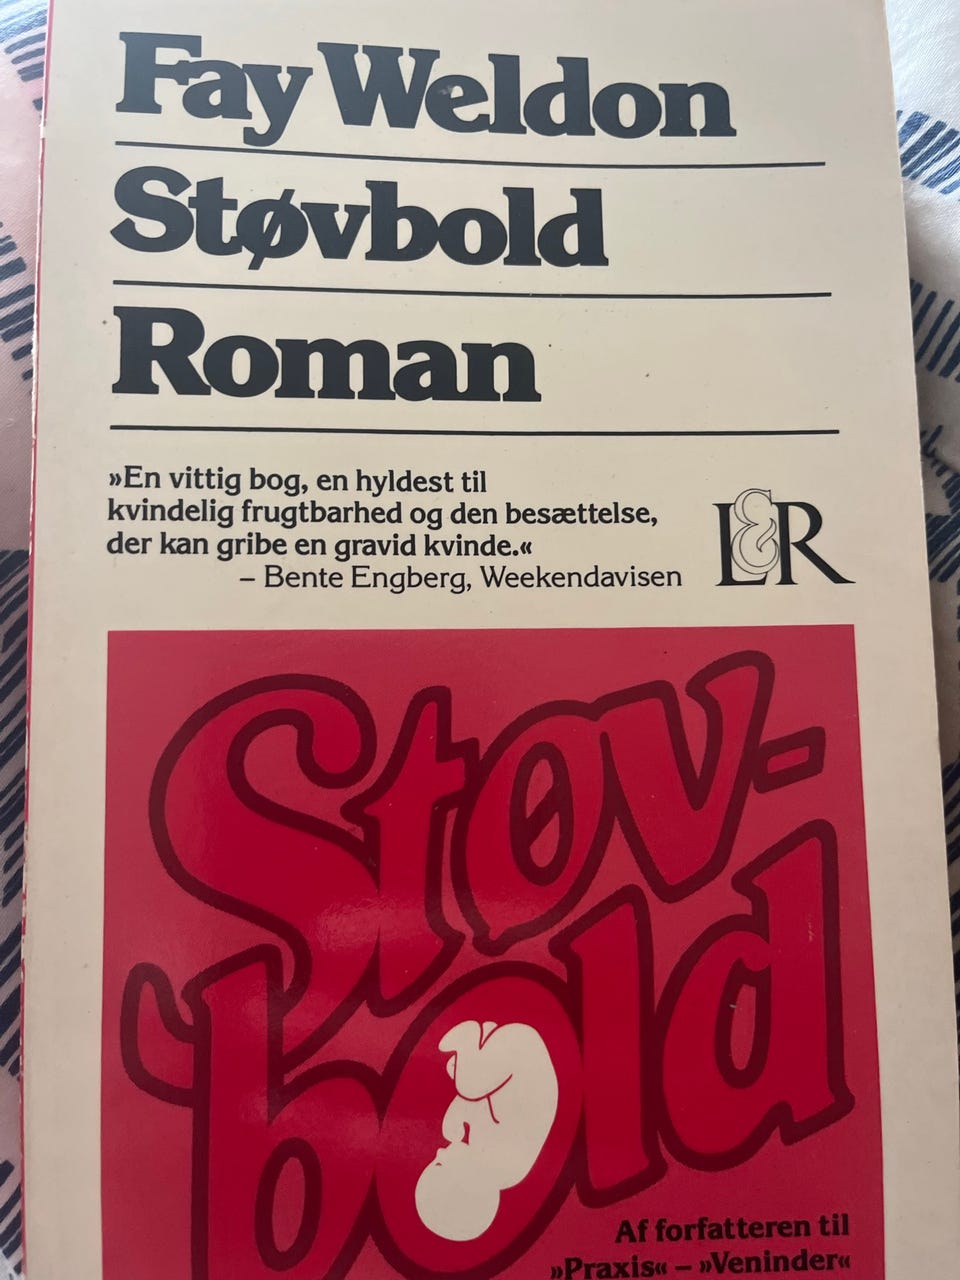 Fay Weldon
Støvbold
Roman
»En vittig bog, en hyldest til
kvindelig frugtbarhed og den besættelse,
der kan gribe en gravid kvinde.«
– Bente Engberg, Weekendavisen
L&R
Støv-
bold
Af forfatteren til
»Praxis« – »Veninder«